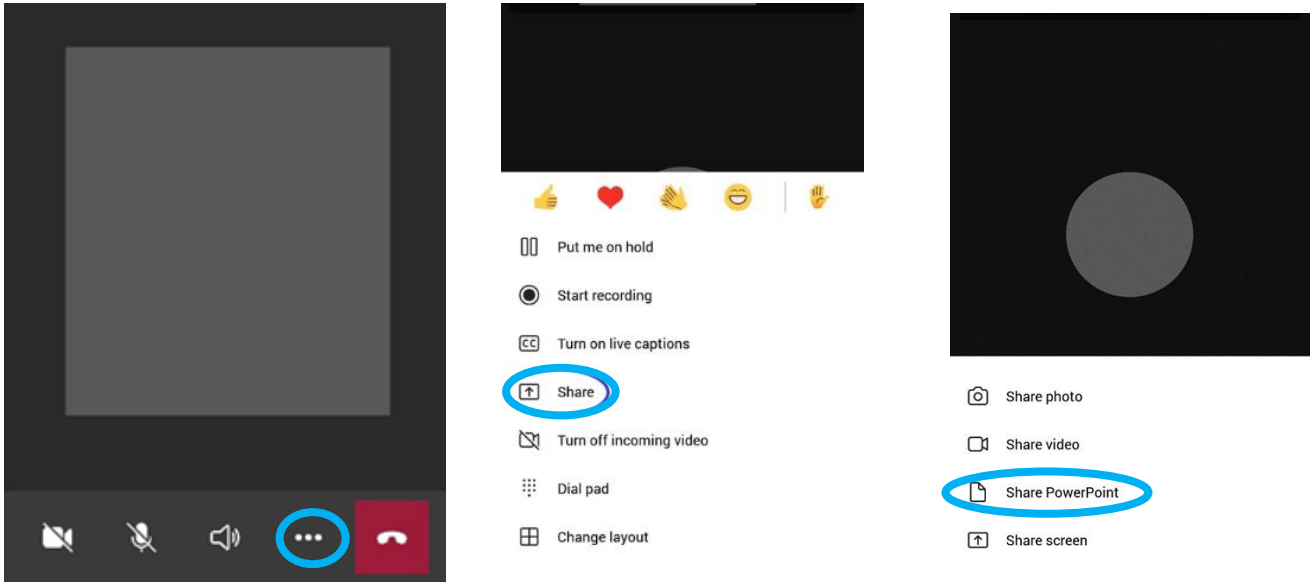 Put me on hold
Start recording
CC Turn on live captions
Share
Turn off incoming video
Dial pad
Change layout
Share photo
Share video
Share PowerPoint
Share screen